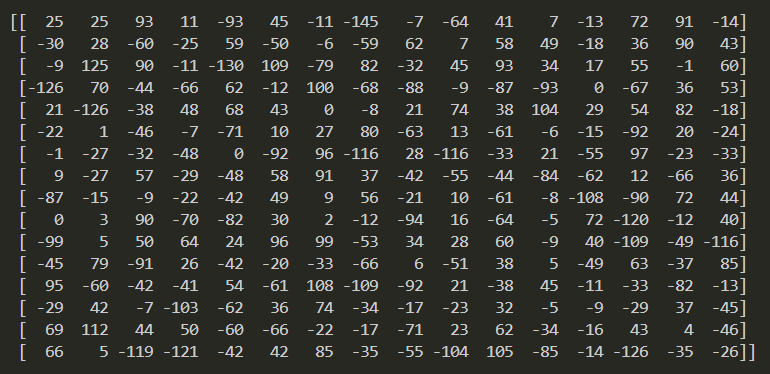 [[  25   25   93   11  -93   45  -11 -145   -7  -64   41    7  -13   72   91  -14]
 [ -30   28  -60  -25   59  -50   -6  -59   62    7   58   49  -18   36   90   43]
 [  -9  125   90  -11 -130  109  -79   82  -32   45   93   34   17   55   -1   60]
 [-126   70  -44  -66   62  -12  100  -68  -88   -9  -87  -93    0  -67   36   53]
 [  21 -126  -38   48   68   43    0   -8   21   74   38  104   29   54   82  -18]
 [ -22    1  -46   -7  -71   10   27   80  -63   13  -61   -6  -15  -92   20  -24]
 [  -1  -27  -32  -48    0  -92   96 -116   28 -116  -33   21  -55   97  -23  -33]
 [   9  -27   57  -29  -48   58   91   37  -42  -55  -44  -84  -62   12  -66   36]
 [ -87  -15   -9  -22  -42   49    9   56  -21   10  -61   -8 -108  -90   72   44]
 [   0    3   90  -70  -82   30    2  -12  -94   16  -64   -5   72 -120  -12   40]
 [ -99    5   50   64   24   96   99  -53   34   28   60   -9   40 -109  -49 -116]
 [ -45   79  -91   26  -42  -20  -33  -66    6  -51   38    5  -49   63  -37   85]
 [  95  -60  -42  -41   54  -61  108 -109  -92   21  -38   45  -11  -33  -82  -13]
 [ -29   42   -7 -103  -62   36   74  -34  -17  -23   32   -5   -9  -29   37  -45]
 [  69  112   44   50  -60  -66  -22  -17  -71   23   62  -34  -16   43    4  -46]
 [  66    5 -119 -121  -42   42   85  -35  -55 -104  105  -85  -14 -126  -35  -26]]